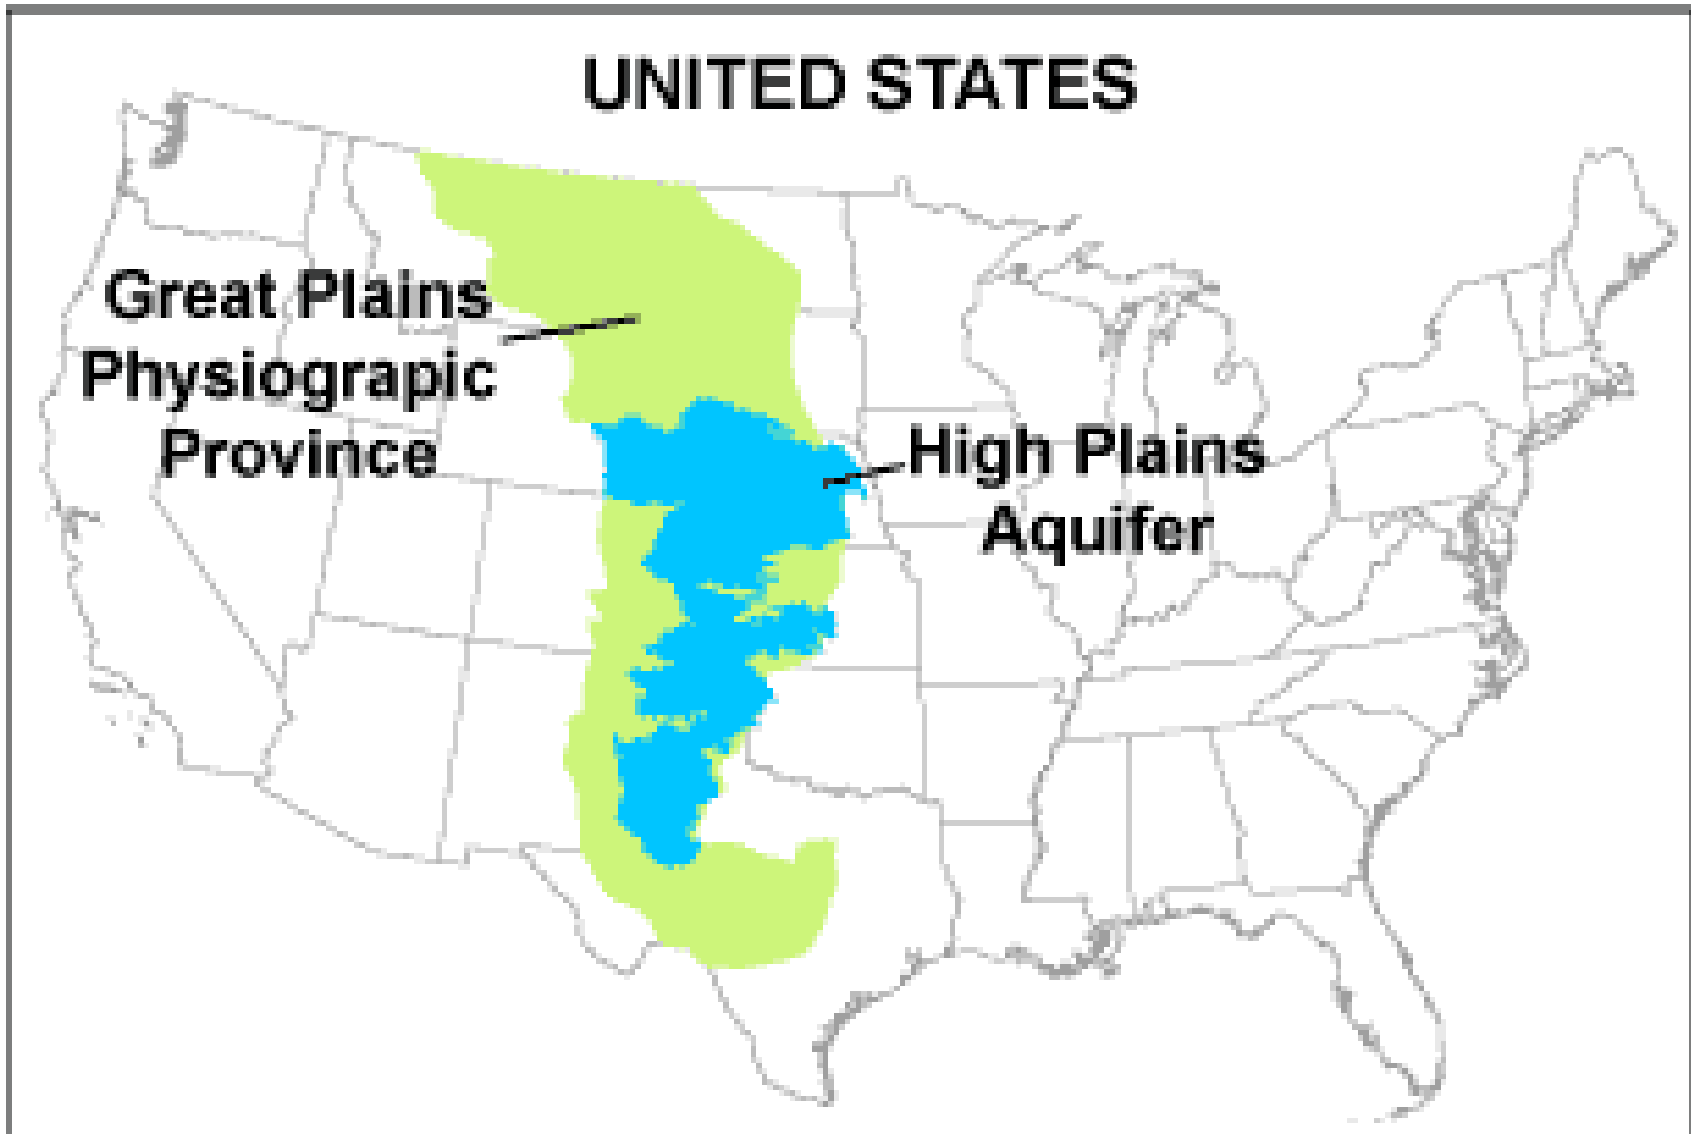 UNITED STATES
Great Plains
Physiograpic
Province
High Plains
Aquifer